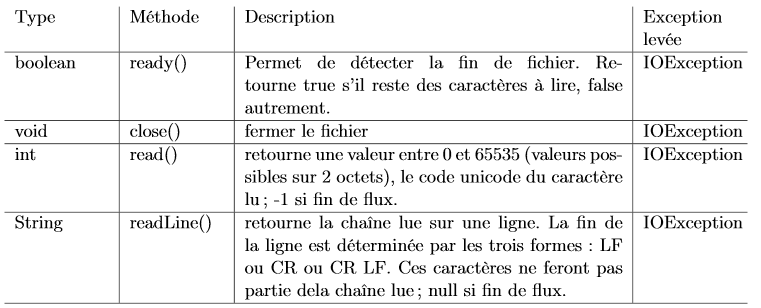 Type Méthode Description Exception
levée
boolean ready() Permet de détecter la fin de fichier. Re- IOException
tourne true s'il reste des caractères à lire, false
autrement.
void close() fermer le fichier IOException
int read() retourne une valeur entre 0 et 65535 (valeurs pos- IOException
sibles sur 2 octets), le code unicode du caractère
lu ; -1 si fin de flux.
String readLine() retourne la chaîne lue sur une ligne. La fin de IOException
la ligne est déterminée par les trois formes : LF
ou CR ou CR LF. Ces caractères ne feront pas
partie dela chaîne lue ; null si fin de flux.